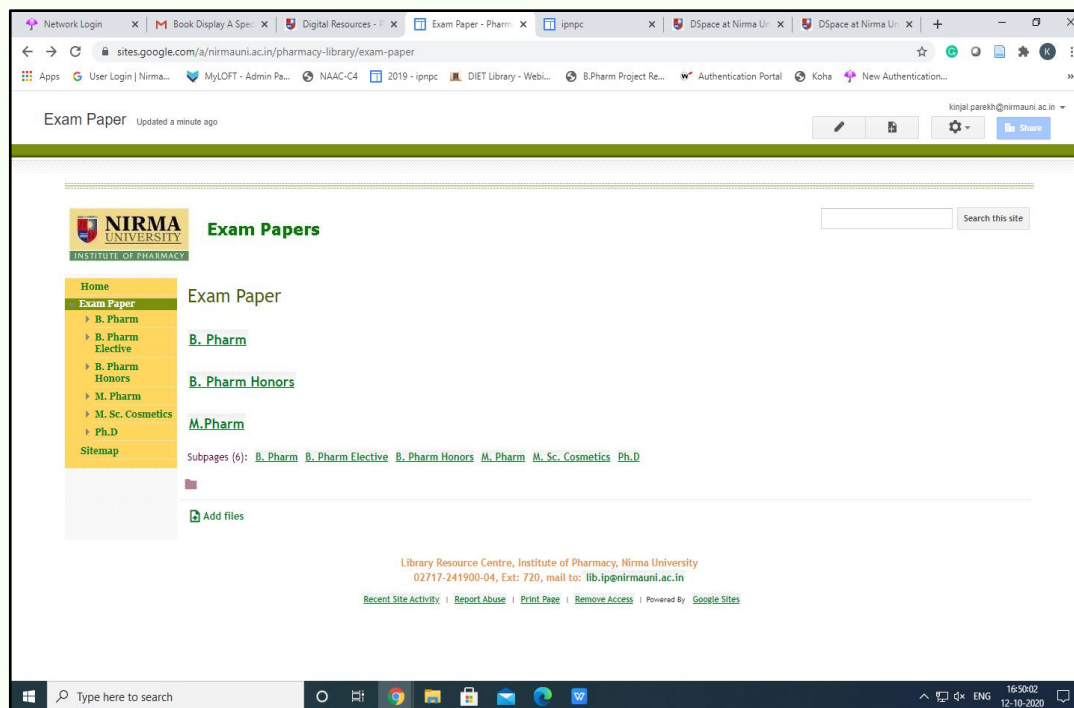 Network Login
Book Display A Spec
Digital Resources - P
Exam Paper - Pharm
ipnpc
DSpace at Nirma Un
DSpace at Nirma Un
sites.google.com/a/nirmauni.ac.in/pharmacy-library/exam-paper
K
Apps
User Login | Nirma...
MyLOFT - Admin Pa...
NAAC-C4
2019 - ipnpc
DIET Library - Webi...
B.Pharm Project Re...
Authentication Portal
Koha
New Authentication...
»
kinjal.parekh@nirmauni.ac.in
Exam Paper Updated a minute ago
Share
NIRMA
UNIVERSITY
INSTITUTE OF PHARMACY
Exam Papers
Search this site
Home
Exam Paper
B. Pharm
B. Pharm
Elective
B. Pharm
Honors
M. Pharm
M. Sc. Cosmetics
Ph.D
Sitemap
Exam Paper
B. Pharm
B. Pharm Honors
M.Pharm
Subpages (6): B. Pharm B. Pharm Elective B. Pharm Honors M. Pharm M. Sc. Cosmetics Ph.D
Add files
Library Resource Centre, Institute of Pharmacy, Nirma University
02717-241900-04, Ext: 720, mail to: lib.ip@nirmauni.ac.in
Recent Site Activity | Report Abuse | Print Page | Remove Access | Powered By Google Sites
Type here to search
W
ENG
16:50:02
12-10-2020